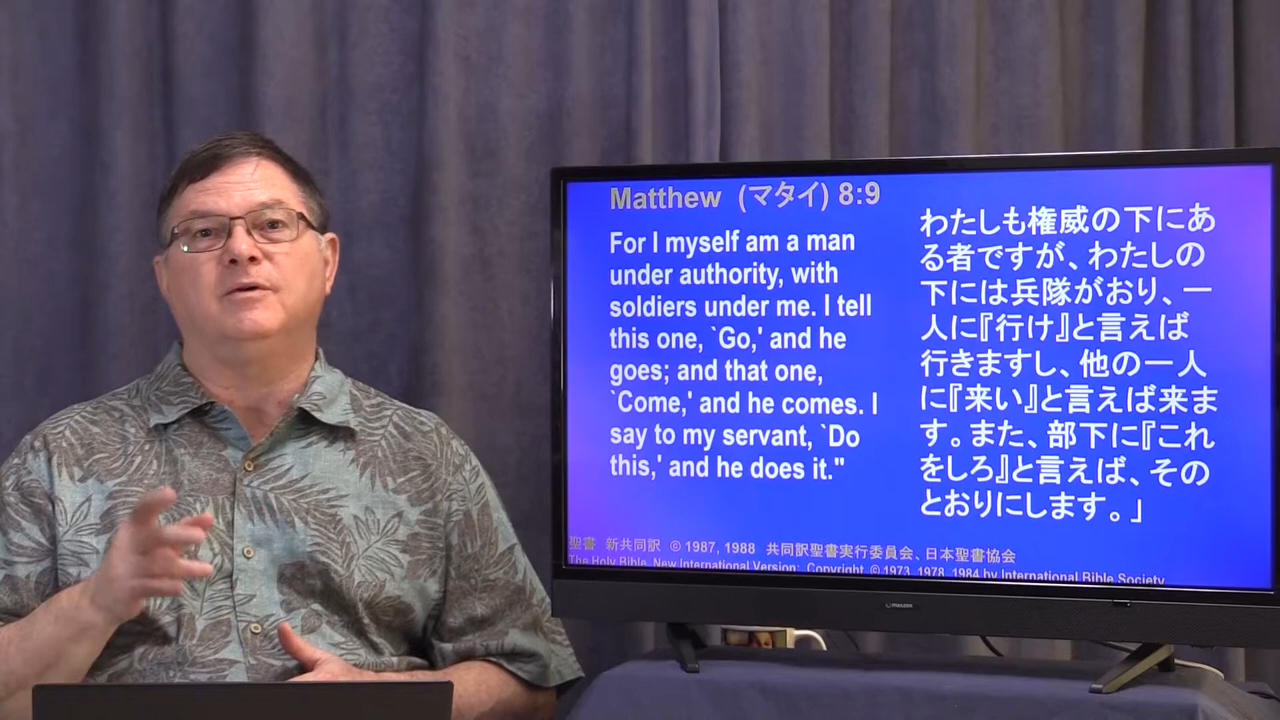 Matthew (マタイ) 8:9
For I myself am a man
under authority, with
soldiers under me. I tell
this one, `Go,' and he
goes; and that one,
`Come,' and he comes. I
say to my servant, `Do
this,' and he does it."
わたしも権威の下にあ
る者ですが、わたしの
下には兵隊がおり、一
人に『行け』と言えば
行きますし、他の一人
に『来い』と言えば来ま
す。また、部下に『これ
をしろ』と言えば、その
とおりにします。」
聖書 新共同訳 © 1987, 1988 共同訳聖書実行委員会、日本聖書協会
The Holy Bible, New International Version; Copyright, © 1973, 1978, 1984 by International Bible Society